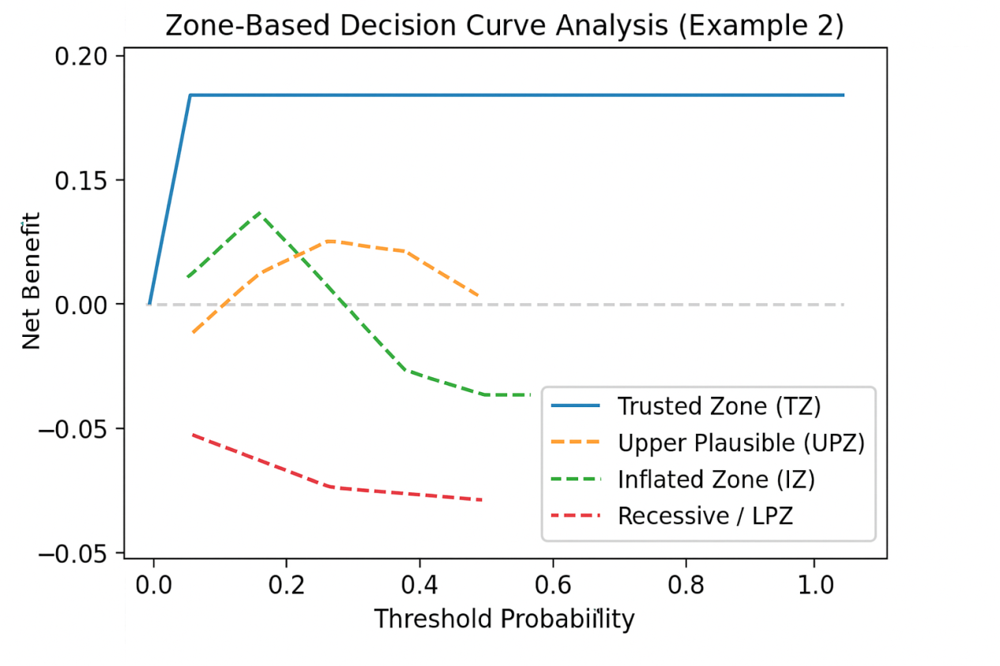 Zone-Based Decision Curve Analysis (Example 2)
0.20
0.15
0.00
−0.05
−0.05
Net Benefit
0.0 0.2 0.4 0.6 0.8 1.0
Threshold Probabiility
Trusted Zone (TZ)
Upper Plausible (UPZ)
Inflated Zone (IZ)
Recessive / LPZ